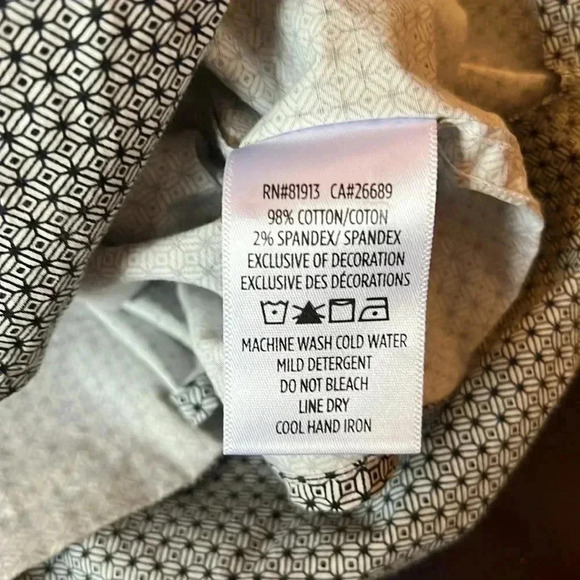 RN#81913 CA#26689
98% COTTON/COTON
2% SPANDEX/ SPANDEX
EXCLUSIVE OF DECORATION
EXCLUSIVE DES DÉCORATIONS
MACHINE WASH COLD WATER
MILD DETERGENT
DO NOT BLEACH
LINE DRY
COOL HAND IRON